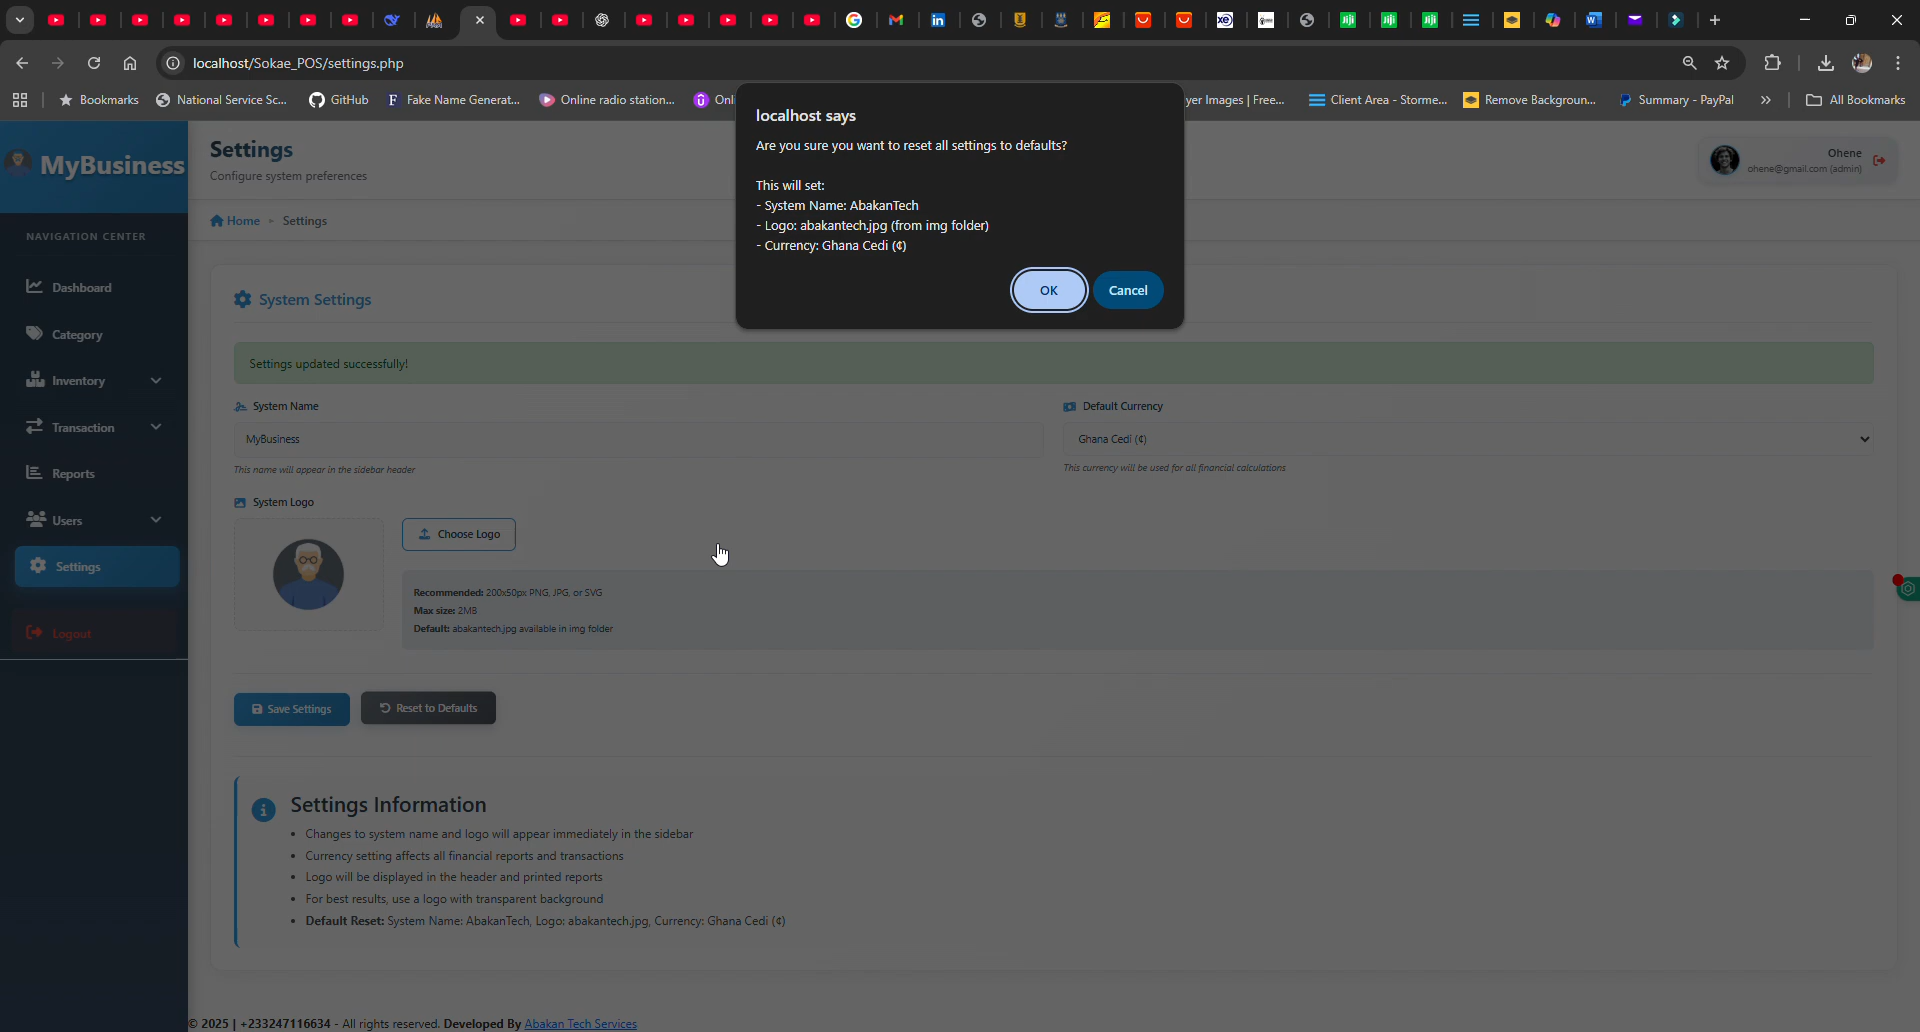 localhost/Sokae_POS/settings.php
Bookmarks
National Service Sc...
GitHub
Fake Name Generat...
Online radio station...
Onl
yer Images | Free...
Client Area - Storme...
Remove Backgroun...
Summary - PayPal
»
All Bookmarks
localhost says
Are you sure you want to reset all settings to defaults?
This will set:
- System Name: AbakanTech
- Logo: abakantech.jpg (from img folder)
- Currency: Ghana Cedi (₵)
OK
Cancel
MyBusiness
Settings
Configure system preferences
Ohene
ohene@gmail.com (admin)
Home
Settings
NAVIGATION CENTER
Dashboard
Category
Inventory
Transaction
Reports
Users
Settings
Logout
System Settings
Settings updated successfully!
System Name
MyBusiness
This name will appear in the sidebar header
Default Currency
Ghana Cedi (₵)
This currency will be used for all financial calculations
System Logo
Choose Logo
Recommended: 200x50px PNG, JPG, or SVG
Max size: 2MB
Default: abakantech.jpg available in img folder
Save Settings
Reset to Defaults
Settings Information
Changes to system name and logo will appear immediately in the sidebar
Currency setting affects all financial reports and transactions
Logo will be displayed in the header and printed reports
For best results, use a logo with transparent background
Default Reset: System Name: AbakanTech, Logo: abakantech.jpg, Currency: Ghana Cedi (₵)
© 2025 | +233247116634 - All rights reserved. Developed By Abakan Tech Services